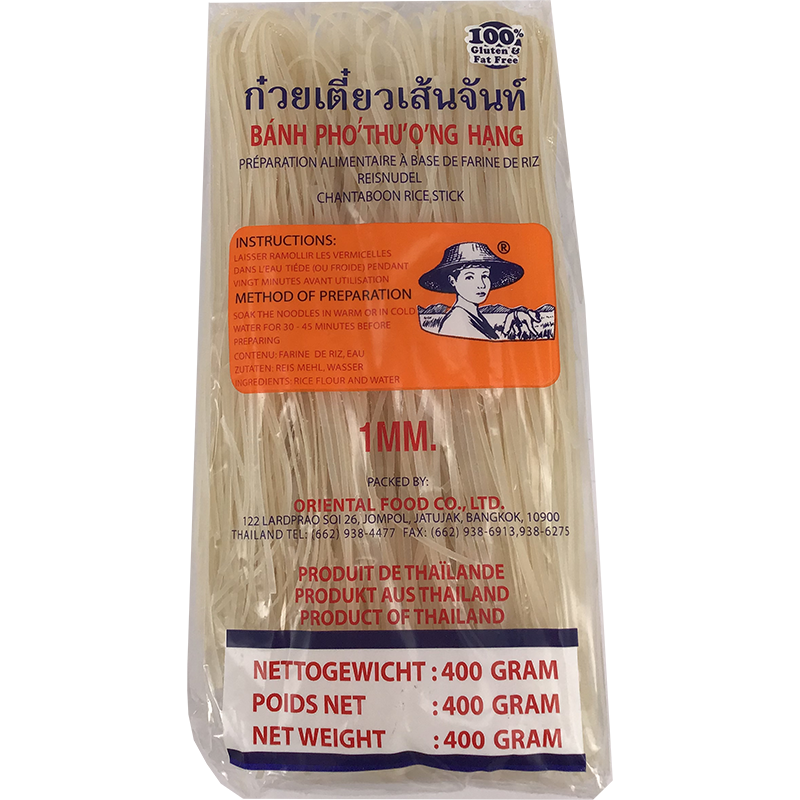 100%
Gluten &
Fat Free
ก๋วยเตี๋ยวเส้นจันท์
BÁNH PHO'THU'Ọ'NG HẠNG
PRÉPARATION ALIMENTAIRE À BASE DE FARINE DE RIZ
REISNUDEL
CHANTABOON RICE STICK
INSTRUCTIONS:
LAISSER RAMOLLIR LES VERMICELLES
DANS L'EAU TIÉDE (OU FROIDE) PENDANT
VINGT MINUTES AVANT UTILISATION
METHOD OF PREPARATION
SOAK THE NOODLES IN WARM OR IN COLD
WATER FOR 30 - 45 MINUTES BEFORE
PREPARING
CONTENU: FARINE DE RIZ, EAU
ZUTATEN: REIS MEHL, WASSER
INGREDIENTS: RICE FLOUR AND WATER
®
1MM.
PACKED BY:
ORIENTAL FOOD CO., LTD.
122 LARDPRAO SOI 26, JOMPOL, JATUJAK, BANGKOK, 10900
THAILAND TEL: (662) 938-4477 FAX: (662) 938-6913,938-6275
PRODUIT DE THAÏLANDE
PRODUKT AUS THAILAND
PRODUCT OF THAILAND
NETTOGEWICHT : 400 GRAM
POIDS NET : 400 GRAM
NET WEIGHT : 400 GRAM